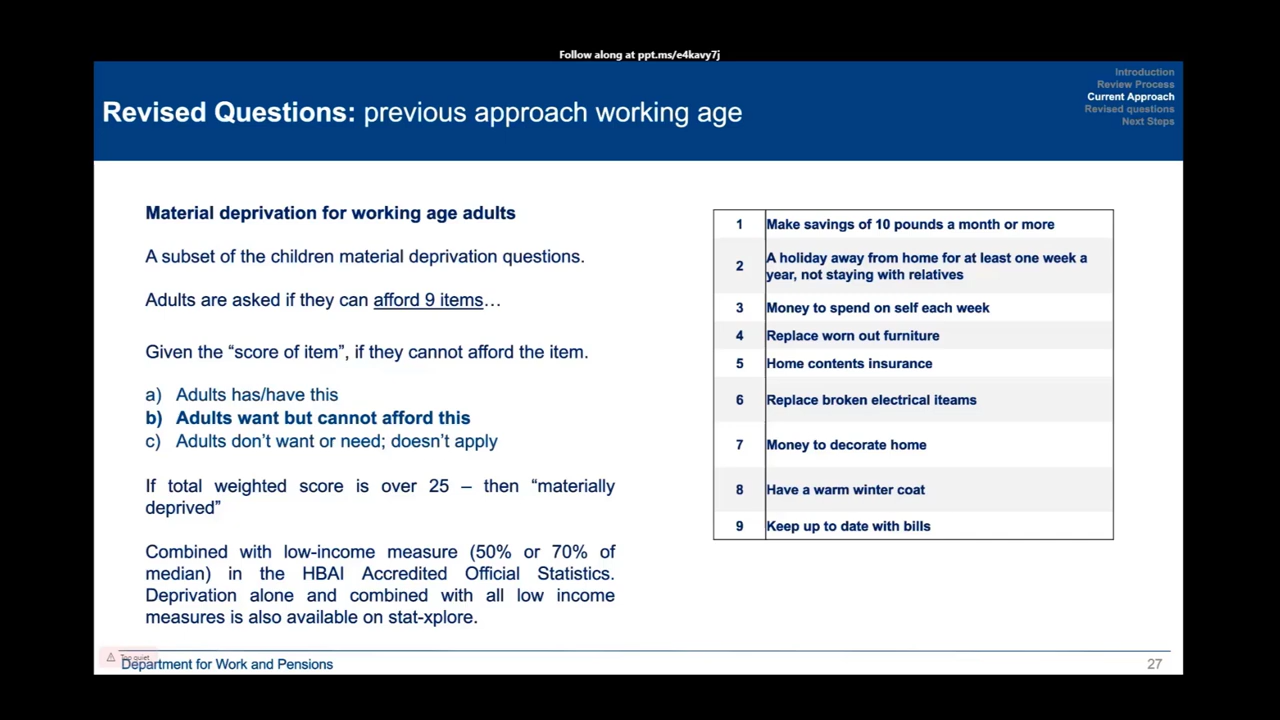 Follow along at ppt.ms/e4kavy7j
Introduction
Review Process
Current Approach
Revised questions
Next Steps
Revised Questions: previous approach working age
Material deprivation for working age adults
A subset of the children material deprivation questions.
Adults are asked if they can afford 9 items…
Given the “score of item”, if they cannot afford the item.
a) Adults has/have this
b) Adults want but cannot afford this
c) Adults don’t want or need; doesn’t apply
If total weighted score is over 25 – then “materially
deprived”
Combined with low-income measure (50% or 70% of
median) in the HBAI Accredited Official Statistics.
Deprivation alone and combined with all low income
measures is also available on stat-xplore.
1 Make savings of 10 pounds a month or more
2 A holiday away from home for at least one week a
year, not staying with relatives
3 Money to spend on self each week
4 Replace worn out furniture
5 Home contents insurance
6 Replace broken electrical iteams
7 Money to decorate home
8 Have a warm winter coat
9 Keep up to date with bills
Too quiet
Department for Work and Pensions
27